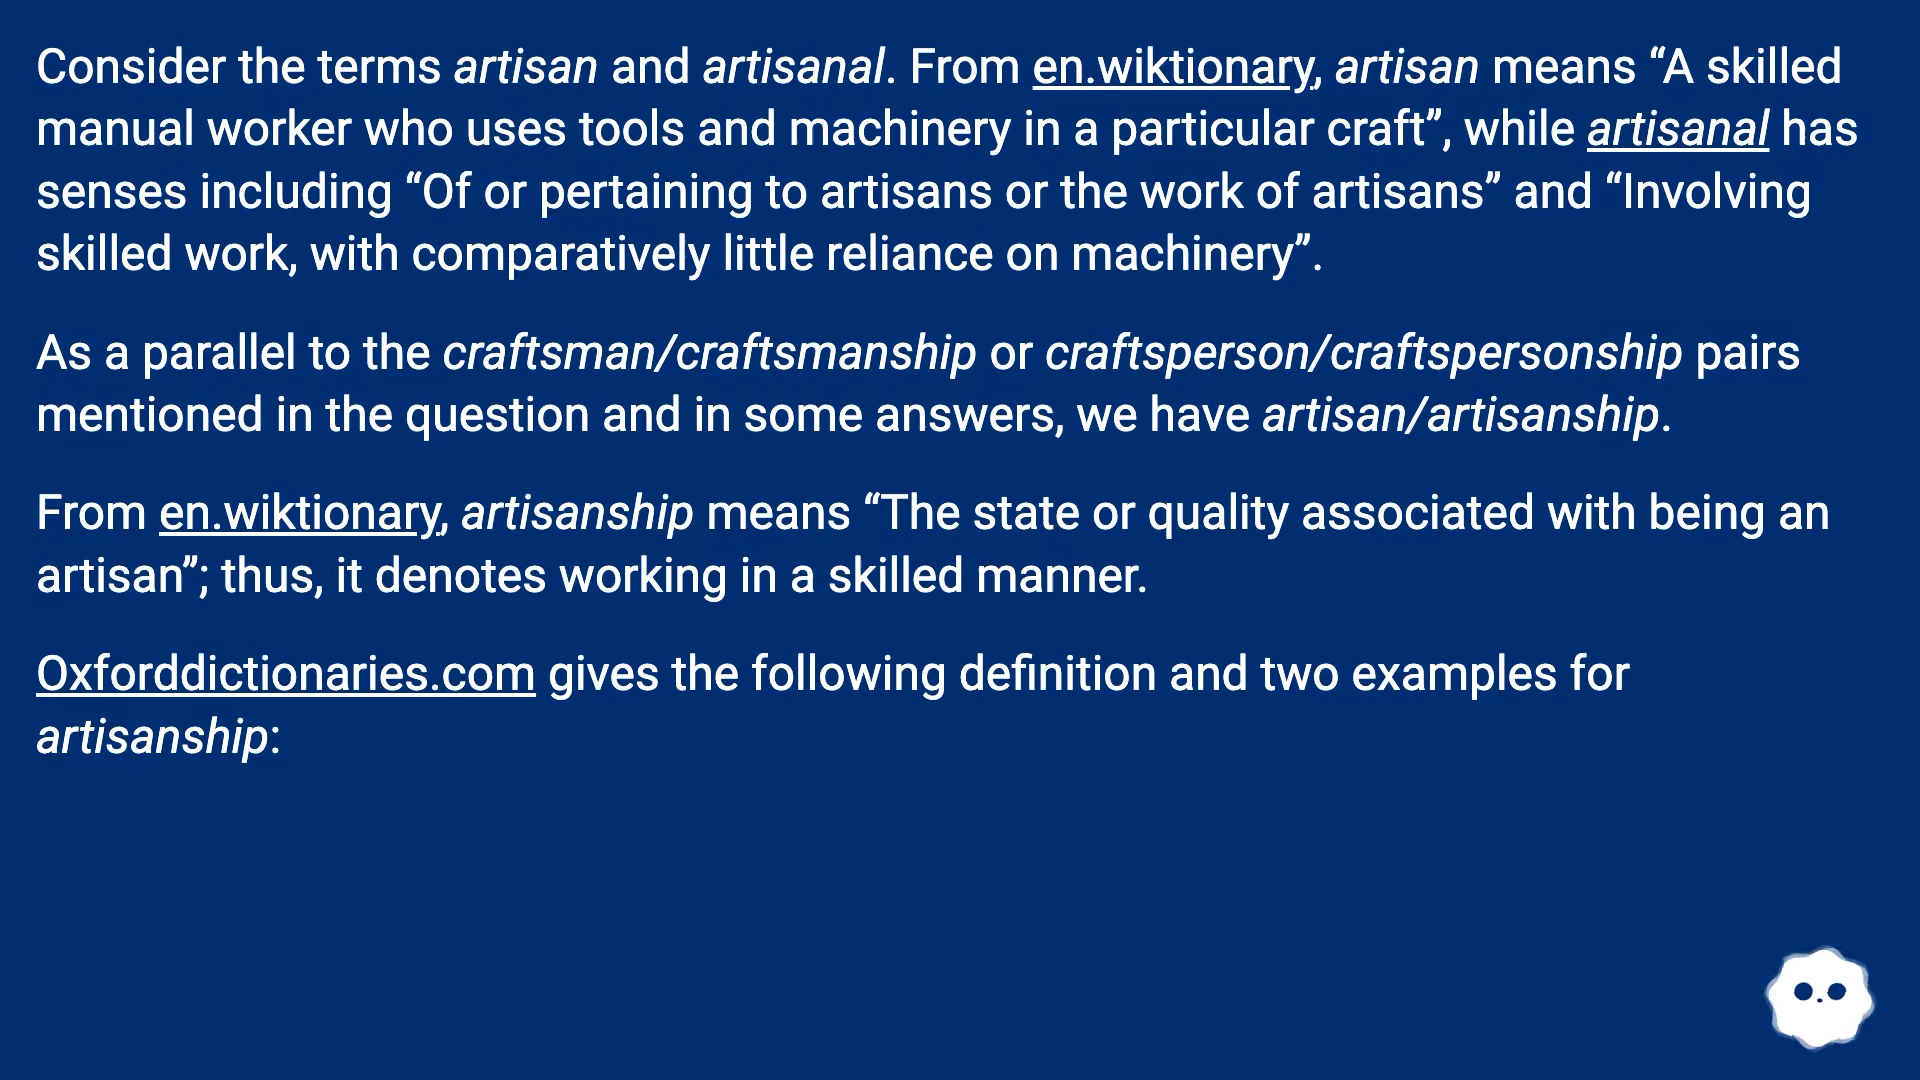 Consider the terms artisan and artisanal. From en.wiktionary, artisan means “A skilled
manual worker who uses tools and machinery in a particular craft”, while artisanal has
senses including “Of or pertaining to artisans or the work of artisans” and “Involving
skilled work, with comparatively little reliance on machinery”.
As a parallel to the craftsman/craftsmanship or craftsperson/craftspersonship pairs
mentioned in the question and in some answers, we have artisan/artisanship.
From en.wiktionary, artisanship means “The state or quality associated with being an
artisan”; thus, it denotes working in a skilled manner.
Oxforddictionaries.com gives the following definition and two examples for
artisanship: